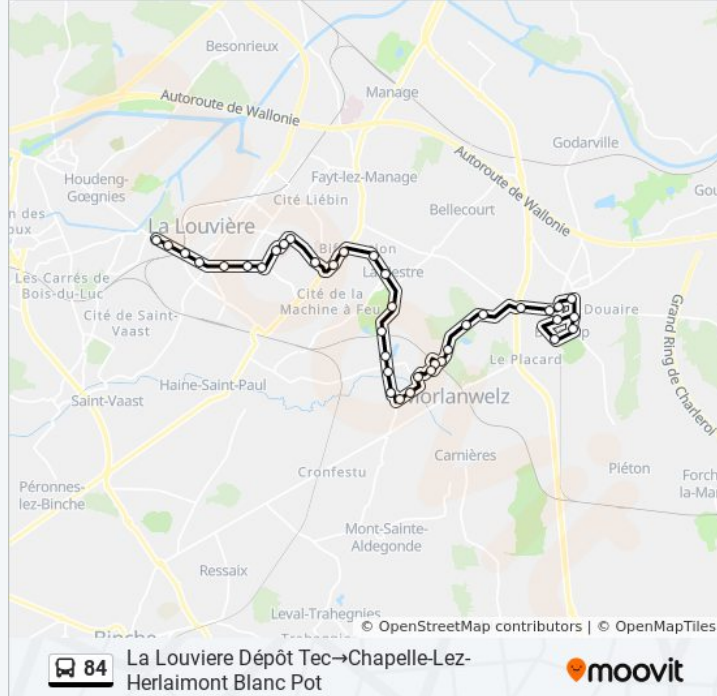 Besonrieux
Manage
Autoroute de Wallonie
Godarville
Autoroute de Wallonie
Houdeng-
Gœgnies
Fayt-lez-Manage
Cité Liébin
Bellecourt
La Louvière
Les Carrés de
Bois-du-Luc
Cité de la
Machine à Feu
Douaire
Cité de Saint-
Vaast
Grand Ring de Charleroi
Le Placard
Haine-Saint-Paul
Saint-Vaast
Morlanwelz
Carnières
Cronfestu
Piéton
Péronnes-
lez-Binche
Mont-Sainte-
Aldegonde
Ressaix
Leval-Trahegnies
Binche
© OpenStreetMap contributors | © OpenMapTiles
84
La Louviere Dépôt Tec→Chapelle-Lez-
Herlaimont Blanc Pot
moovit